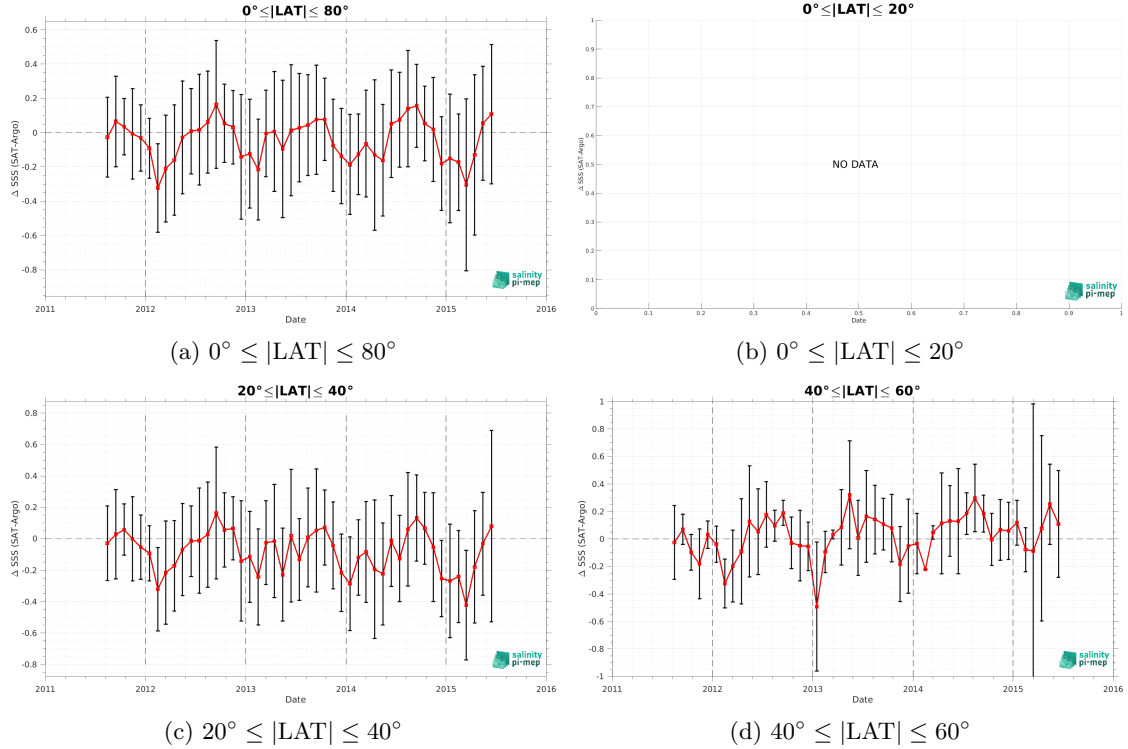 0°≤|LAT|≤ 80°
0.6
0.4
0.2
0
-0.2
-0.4
-0.6
-0.8
Δ SSS (SAT-Argo)
2011
2012
2013
2014
2015
2016
Date
salinity
pi-mep
(a) 0° ≤ |LAT| ≤ 80°
0°≤|LAT|≤ 20°
1
0.9
0.8
0.7
0.6
0.5
0.4
0.3
0.2
0.1
0
Δ SSS (SAT-Argo)
NO DATA
0
0.1
0.2
0.3
0.4
0.5
0.6
0.7
0.8
0.9
1
Date
salinity
pi-mep
(b) 0° ≤ |LAT| ≤ 20°
20°≤|LAT|≤ 40°
0.8
0.6
0.4
0.2
0
-0.2
-0.4
-0.6
-0.8
Δ SSS (SAT-Argo)
2011
2012
2013
2014
2015
2016
Date
salinity
pi-mep
(c) 20° ≤ |LAT| ≤ 40°
40°≤|LAT|≤ 60°
1
0.8
0.6
0.4
0.2
0
-0.2
-0.4
-0.6
-0.8
-1
Δ SSS (SAT-Argo)
2011
2012
2013
2014
2015
2016
Date
salinity
pi-mep
(d) 40° ≤ |LAT| ≤ 60°